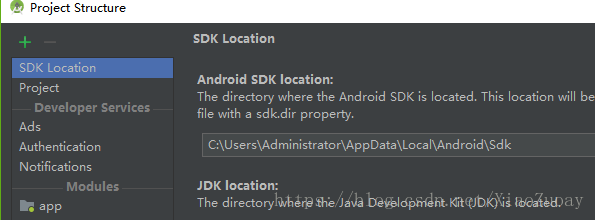 Project Structure
SDK Location
Project
Developer Services
Ads
Authentication
Notifications
Modules
app
SDK Location
Android SDK location:
The directory where the Android SDK is located. This location will be
file with a sdk.dir property.
C:\Users\Administrator\AppData\Local\Android\Sdk
JDK location:
The directory where the Java Development Kit (JDK) is located.
https://blog.csdn.net/XiaoZuBay